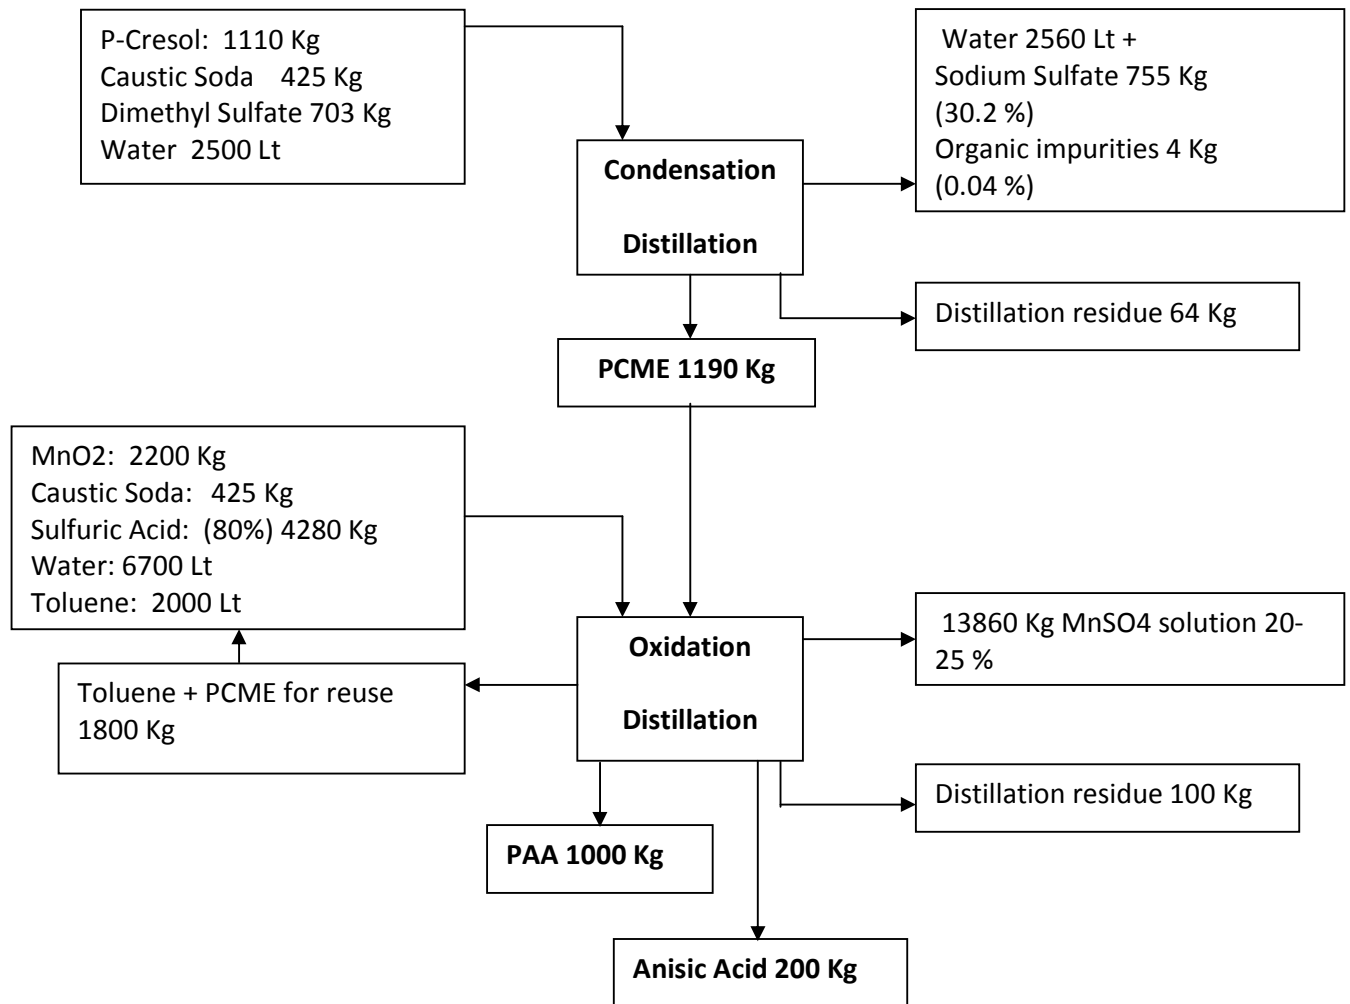 P-Cresol: 1110 Kg
Caustic Soda 425 Kg
Dimethyl Sulfate 703 Kg
Water 2500 Lt
Water 2560 Lt +
Sodium Sulfate 755 Kg
(30.2 %)
Organic impurities 4 Kg
(0.04 %)
Condensation
Distillation
Distillation residue 64 Kg
PCME 1190 Kg
MnO2: 2200 Kg
Caustic Soda: 425 Kg
Sulfuric Acid: (80%) 4280 Kg
Water: 6700 Lt
Toluene: 2000 Lt
Oxidation
Distillation
13860 Kg MnSO4 solution 20-
25 %
Toluene + PCME for reuse
1800 Kg
Distillation residue 100 Kg
PAA 1000 Kg
Anisic Acid 200 Kg